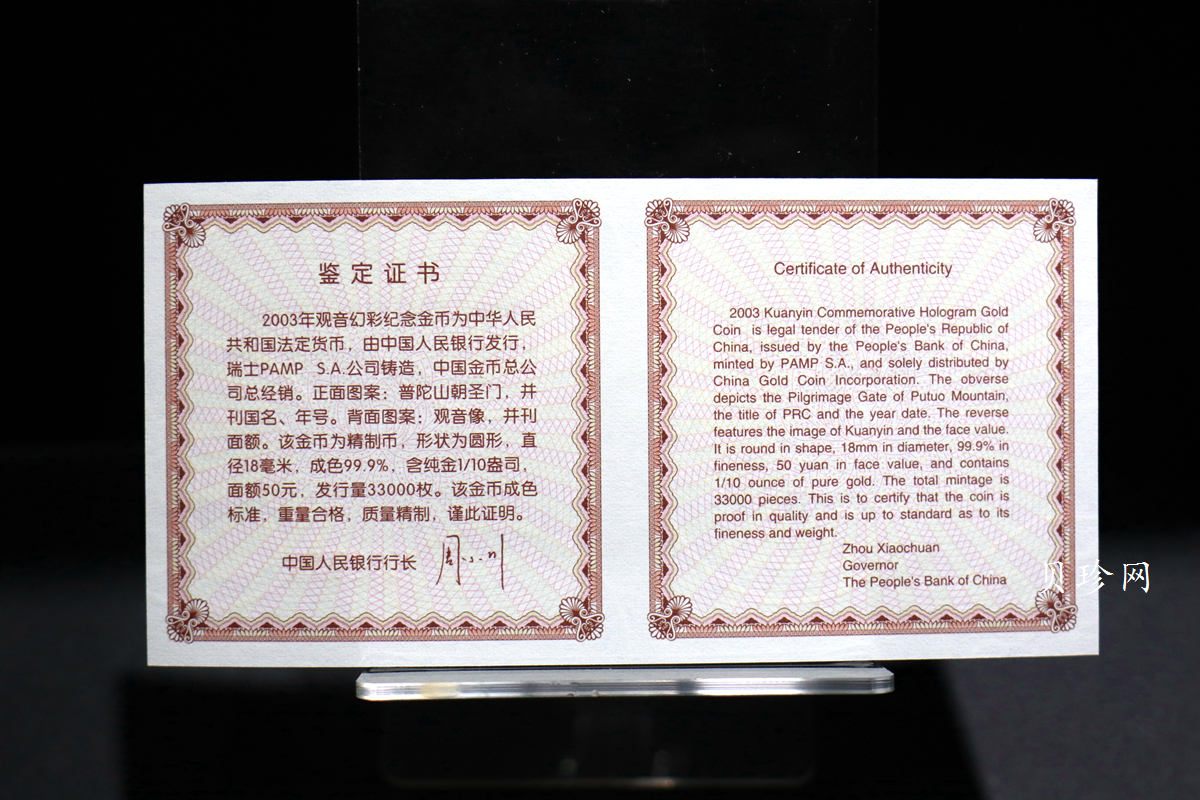 鉴定证书
2003年观音幻彩纪念金币为中华人民
共和国法定货币，由中国人民银行发行，
瑞士PAMP S.A.公司铸造，中国金币总公
司总经销。正面图案：普陀山朝圣门，并
刊国名、年号。背面图案：观音像，并刊
面额。该金币为精制币，形状为圆形，直
径18毫米，成色99.9%，含纯金1/10盎司，
面额50元，发行量33000枚。该金币成色
标准，重量合格，质量精制，谨此证明。
中国人民银行行长 周小川
Certificate of Authenticity
2003 Kuanyin Commemorative Hologram Gold
Coin is legal tender of the People's Republic of
China, issued by the People's Bank of China,
minted by PAMP S.A., and solely distributed by
China Gold Coin Incorporation. The obverse
depicts the Pilgrimage Gate of Putuo Mountain,
the title of PRC and the year date. The reverse
features the image of Kuanyin and the face value.
It is round in shape, 18mm in diameter, 99.9% in
fineness, 50 yuan in face value, and contains
1/10 ounce of pure gold. The total mintage is
33000 pieces. This is to certify that the coin is
proof in quality and is up to standard as to its
fineness and weight.
Zhou Xiaochuan
Governor
The People's Bank of China
贝珍网